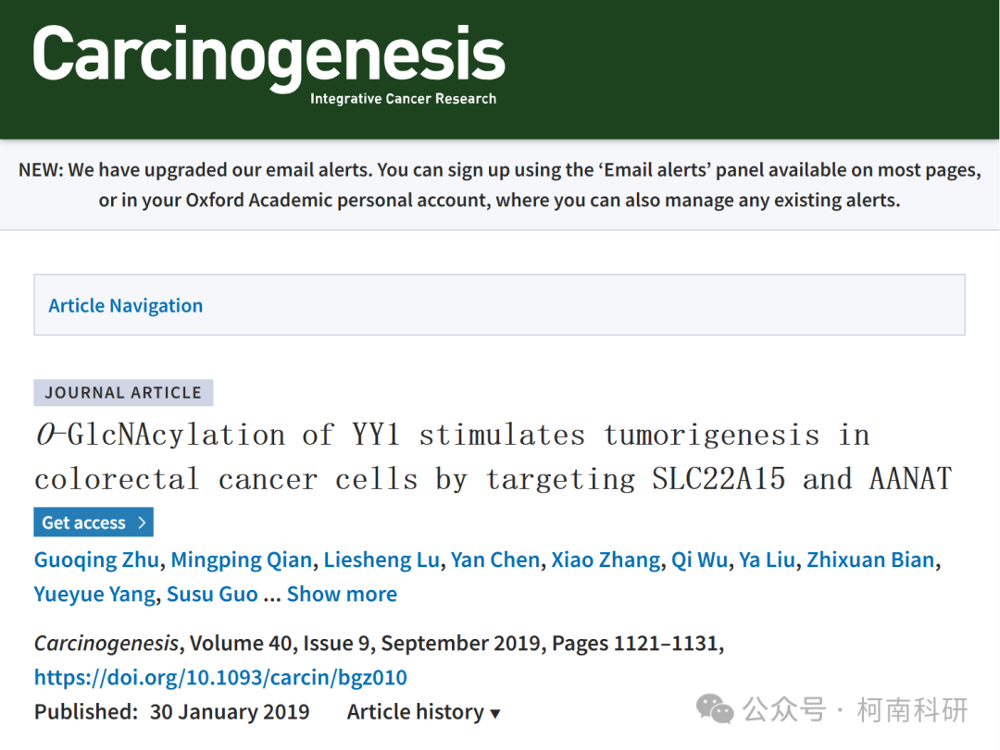 Carcinogenesis
Integrative Cancer Research
NEW: We have upgraded our email alerts. You can sign up using the ‘Email alerts’ panel available on most pages,
or in your Oxford Academic personal account, where you can also manage any existing alerts.
Article Navigation
JOURNAL ARTICLE
O-GlcNAcylation of YY1 stimulates tumorigenesis in
colorectal cancer cells by targeting SLC22A15 and AANAT
Get access >
Guoqing Zhu, Mingping Qian, Liesheng Lu, Yan Chen, Xiao Zhang, Qi Wu, Ya Liu, Zhixuan Bian,
Yueyue Yang, Susu Guo ... Show more
Carcinogenesis, Volume 40, Issue 9, September 2019, Pages 1121–1131,
https://doi.org/10.1093/carcin/bgz010
Published: 30 January 2019 Article history ▼
公众号 · 柯南科研